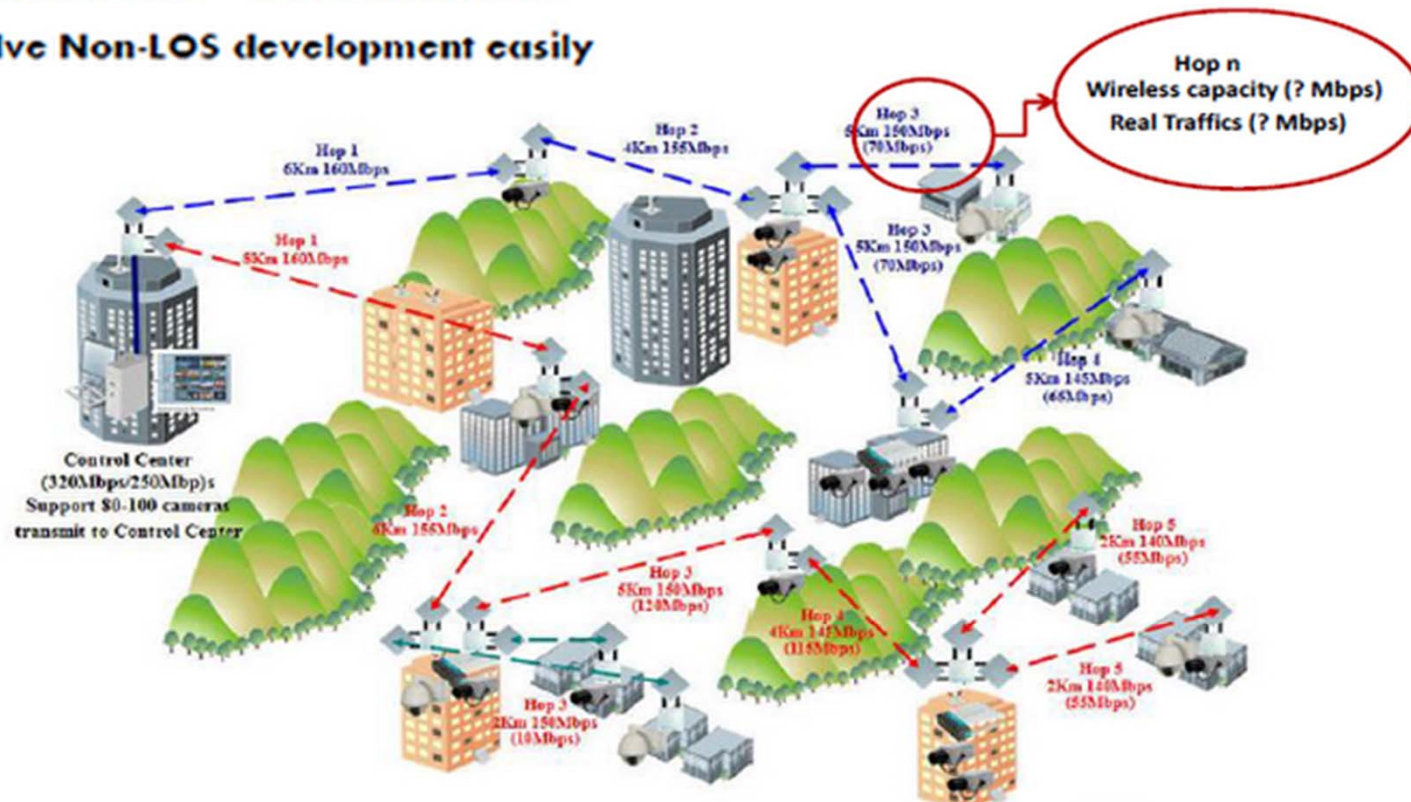 lve Non-LOS development easily
Hop n
Wireless capacity (? Mbps)
Real Traffics (? Mbps)
Hop 1
6Km 160Mbps
Hop 2
4Km 155Mbps
Hop 3
5Km 150Mbps
(70Mbps)
Hop 1
5Km 160Mbps
Hop 3
5Km 150Mbps
(70Mbps)
Hop 4
5Km 145Mbps
(65Mbps)
Control Center
(320Mbps/250Mbp)s
Support 80-100 cameras
transmit to Control Center
Hop 2
155Mbps
Hop 3
5Km 150Mbps
(120Mbps)
Hop 4
4Km 145Mbps
(115Mbps)
Hop 5
2Km 140Mbps
(55Mbps)
Hop 5
2Km 140Mbps
(55Mbps)
Hop 3
2Km 150Mbps
(10Mbps)